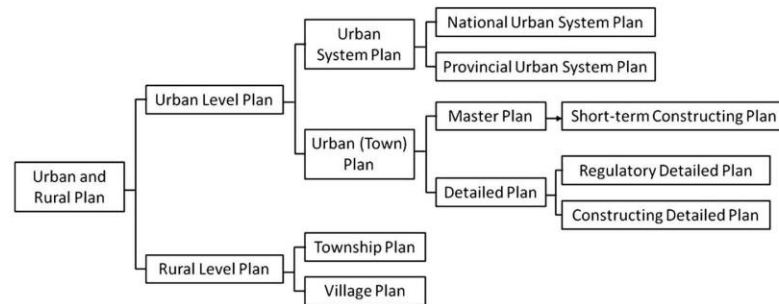 Urban and
Rural Plan
Urban Level Plan
Urban
System Plan
National Urban System Plan
Provincial Urban System Plan
Urban (Town)
Plan
Master Plan
Short-term Constructing Plan
Detailed Plan
Regulatory Detailed Plan
Constructing Detailed Plan
Rural Level Plan
Township Plan
Village Plan